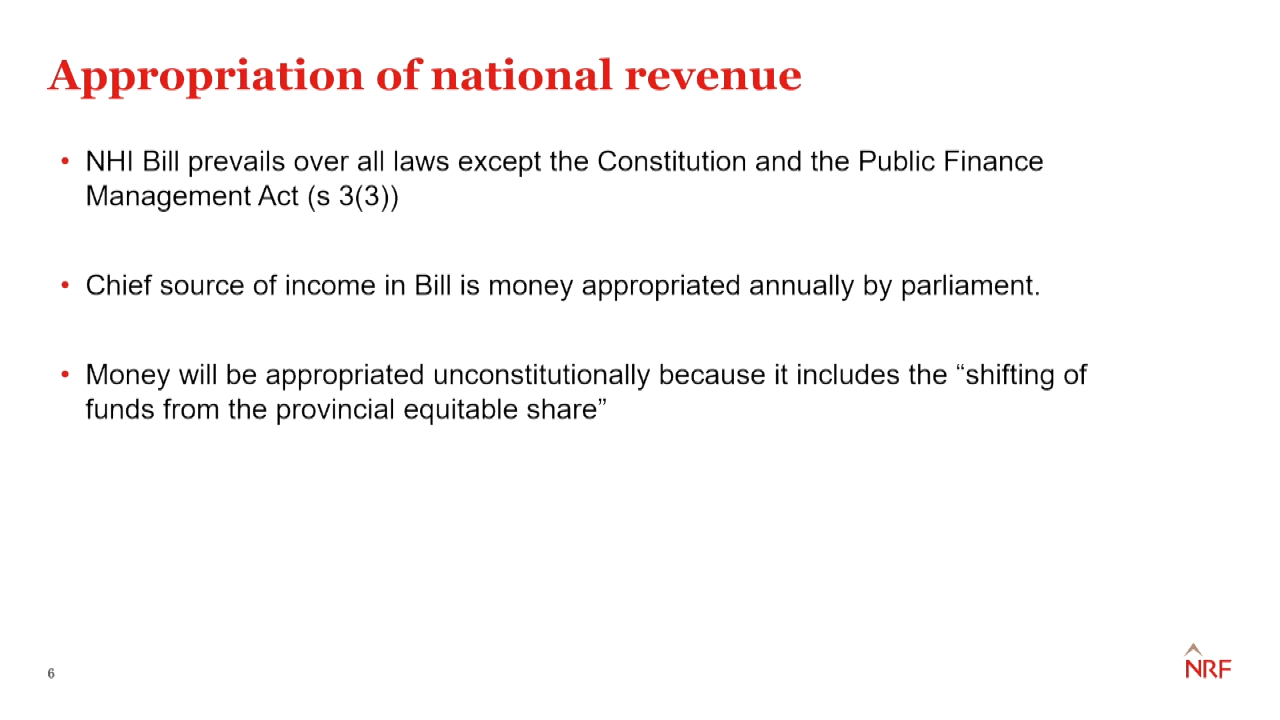 Appropriation of national revenue
• NHI Bill prevails over all laws except the Constitution and the Public Finance
Management Act (s 3(3))
• Chief source of income in Bill is money appropriated annually by parliament.
• Money will be appropriated unconstitutionally because it includes the “shifting of
funds from the provincial equitable share”
6
NRF